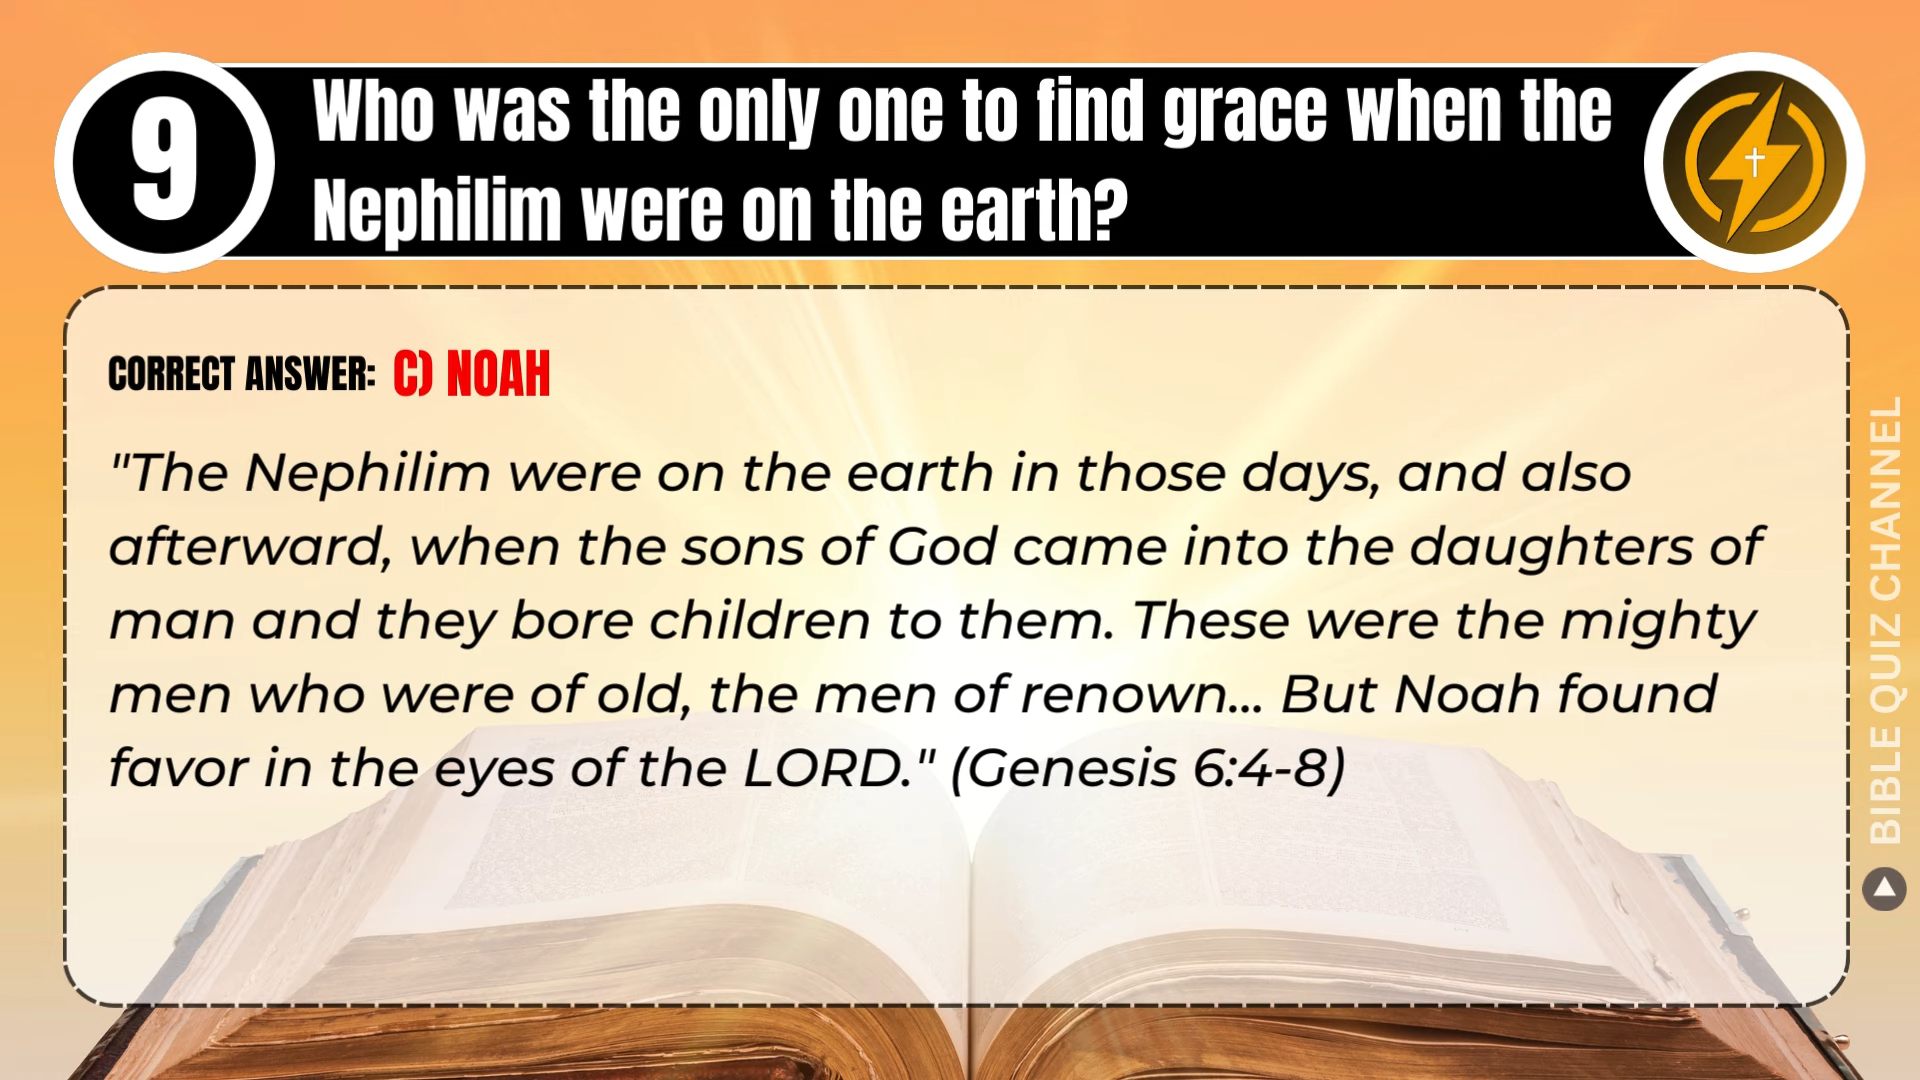 9
Who was the only one to find grace when the
Nephilim were on the earth?
CORRECT ANSWER: C) NOAH
"The Nephilim were on the earth in those days, and also
afterward, when the sons of God came into the daughters of
man and they bore children to them. These were the mighty
men who were of old, the men of renown... But Noah found
favor in the eyes of the LORD." (Genesis 6:4-8)
BIBLE QUIZ CHANNEL